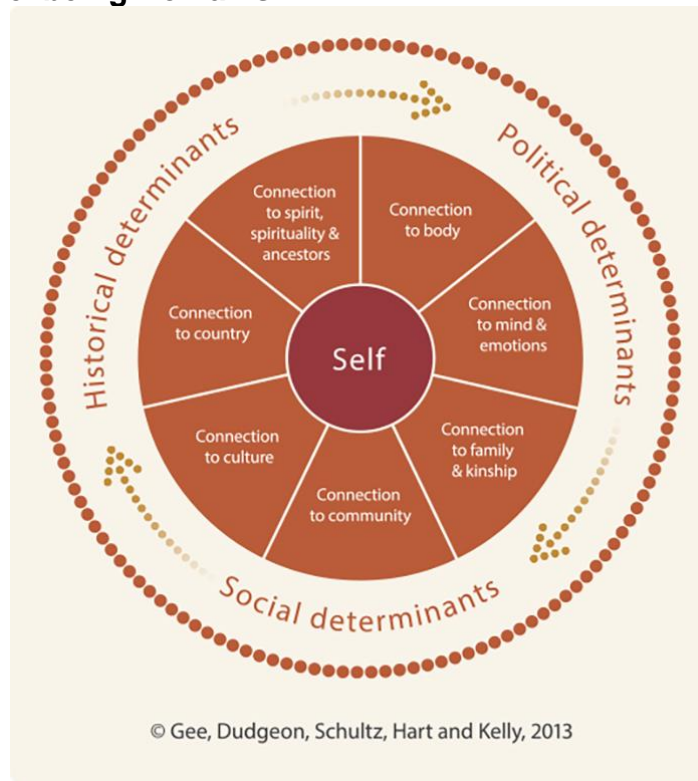 Historical determinants
Political determinants
Connection
to spirit,
spirituality &
ancestors
Connection
to body
Connection
to country
Connection
to mind &
emotions
Self
Connection
to culture
Connection
to family
& kinship
Connection
to community
Social determinants
© Gee, Dudgeon, Schultz, Hart and Kelly, 2013